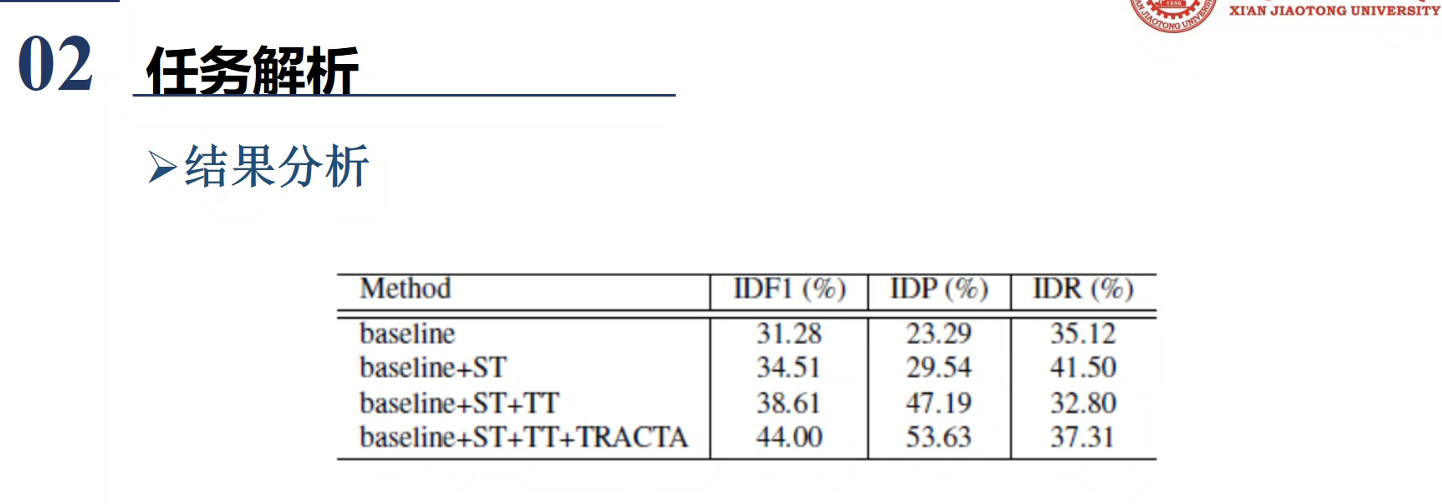 XI'AN JIAOTONG UNIVERSITY
02 任务解析
➢结果分析
Method IDF1 (%) IDP (%) IDR (%)
baseline 31.28 23.29 35.12
baseline+ST 34.51 29.54 41.50
baseline+ST+TT 38.61 47.19 32.80
baseline+ST+TT+TRACTA 44.00 53.63 37.31